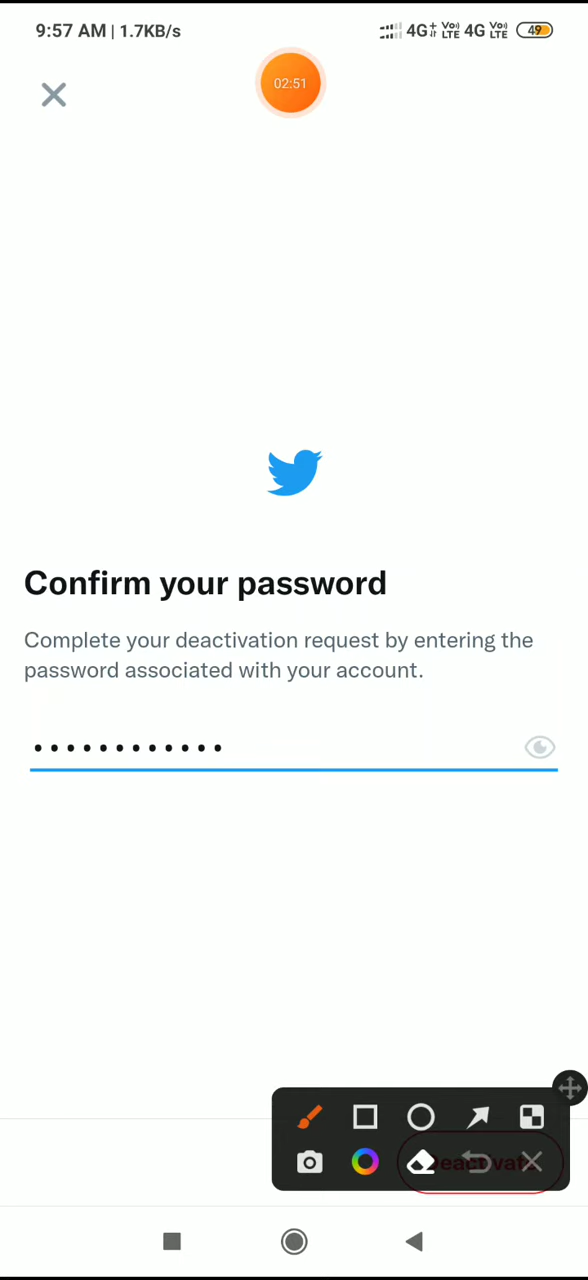 9:57 AM | 1.7KB/s 4G+ Vo) LTE 4G Vo) LTE 49
02:51
Confirm your password
Complete your deactivation request by entering the
password associated with your account.
Deactivate